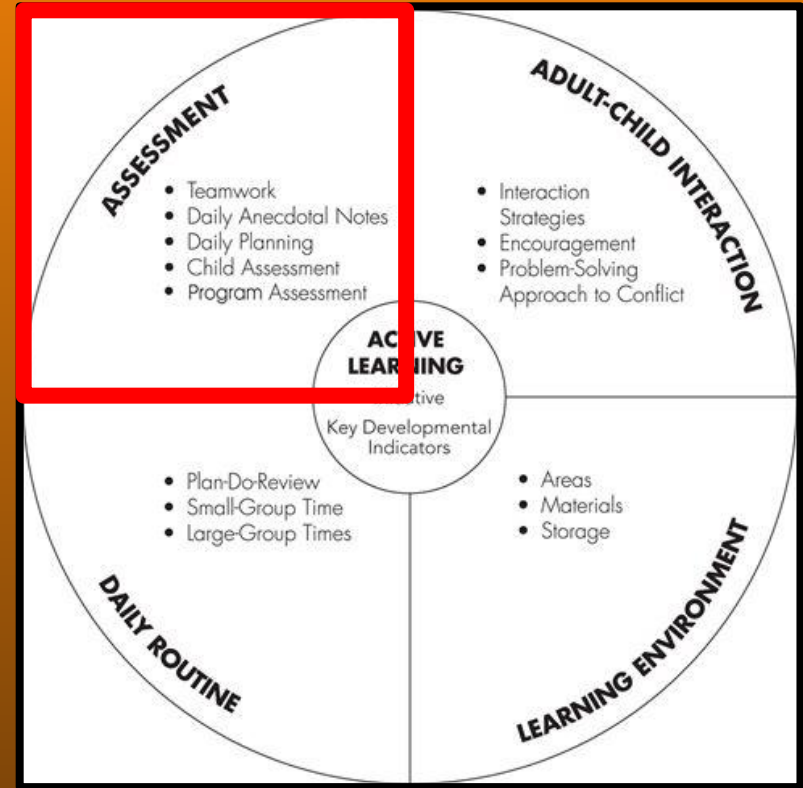 ASSESSMENT
• Teamwork
• Daily Anecdotal Notes
• Daily Planning
• Child Assessment
• Program Assessment
ADULT-CHILD INTERACTION
• Interaction
Strategies
• Encouragement
• Problem-Solving
Approach to Conflict
ACTIVE
LEARNING
Key Developmental
Indicators
• Plan-Do-Review
• Small-Group Time
• Large-Group Times
DAILY ROUTINE
• Areas
• Materials
• Storage
LEARNING ENVIRONMENT